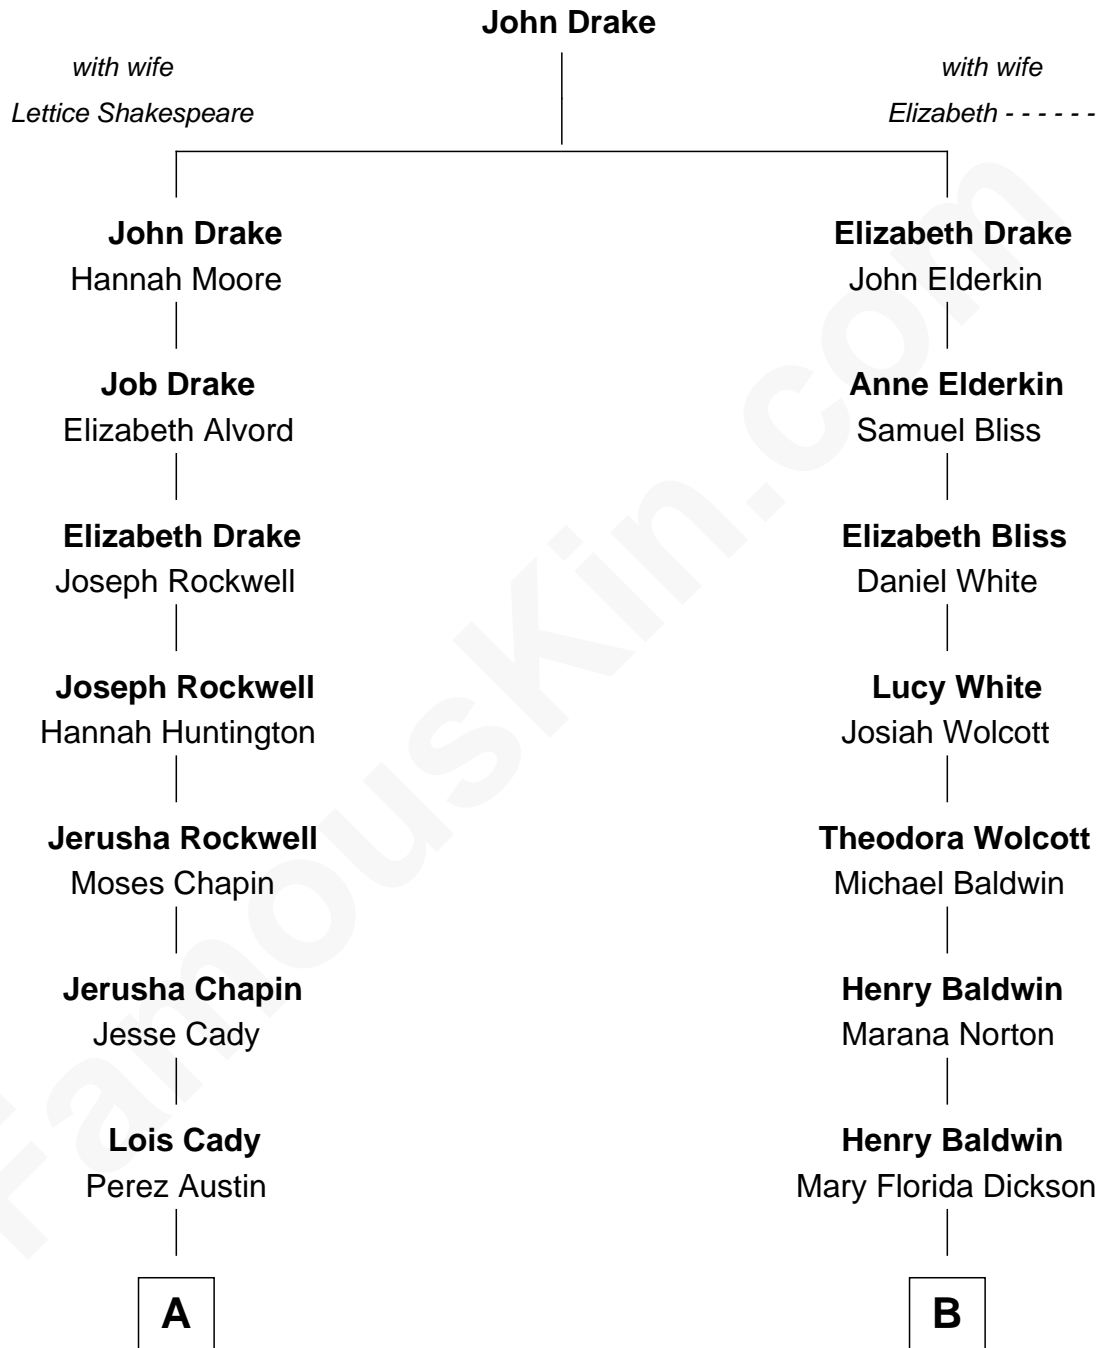 John Drake
with wife
with wife
Lettice Shakespeare
Elizabeth - - - - - -
John Drake
Elizabeth Drake
Hannah Moore
John Elderkin
Job Drake
Anne Elderkin
Elizabeth Alvord
Samuel Bliss
Elizabeth Drake
Elizabeth Bliss
Joseph Rockwell
Daniel White
Joseph Rockwell
Lucy White
Hannah Huntington
Josiah Wolcott
Jerusha Rockwell
Theodora Wolcott
Moses Chapin
Michael Baldwin
Jerusha Chapin
Henry Baldwin
Jesse Cady
Marana Norton
Lois Cady
Henry Baldwin
Perez Austin
Mary Florida Dickson
A
B
FamousKin.com